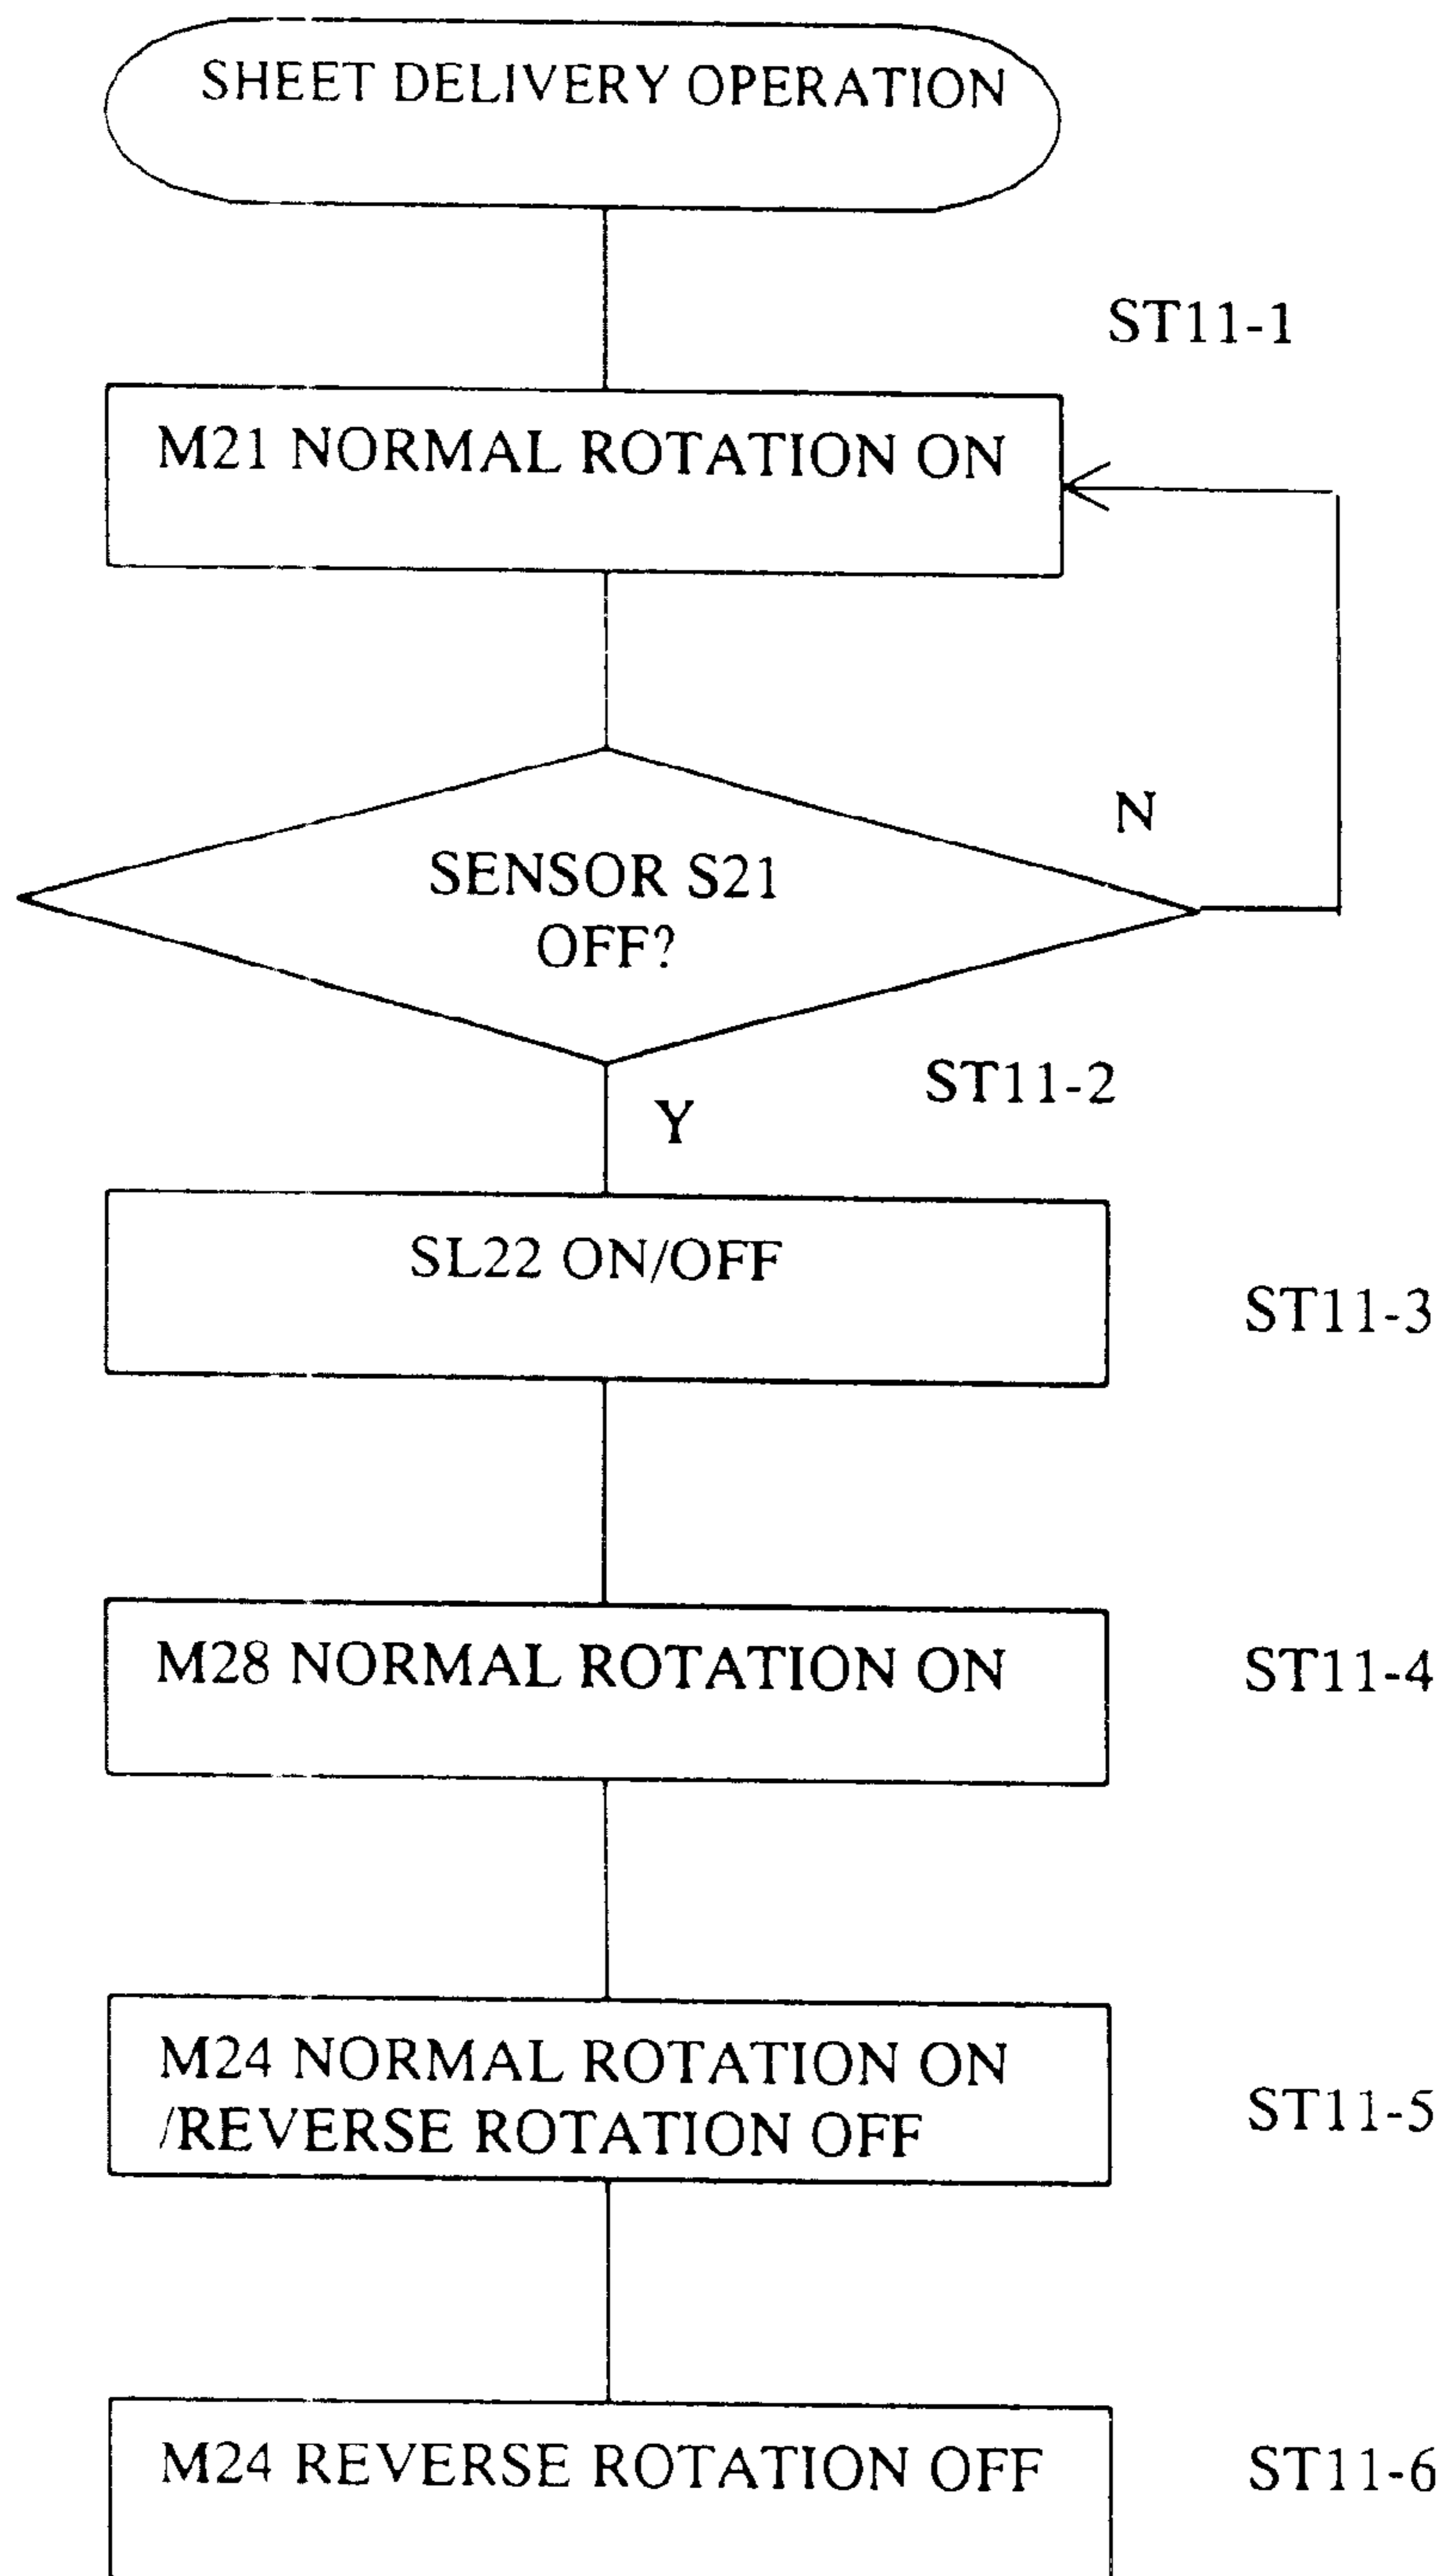 SHEET DELIVERY OPERATION
ST11-1
M21 NORMAL ROTATION ON
N
SENSOR S21
OFF?
ST11-2
Y
SL22 ON/OFF
ST11-3
M28 NORMAL ROTATION ON
ST11-4
M24 NORMAL ROTATION ON
/REVERSE ROTATION OFF
ST11-5
M24 REVERSE ROTATION OFF
ST11-6